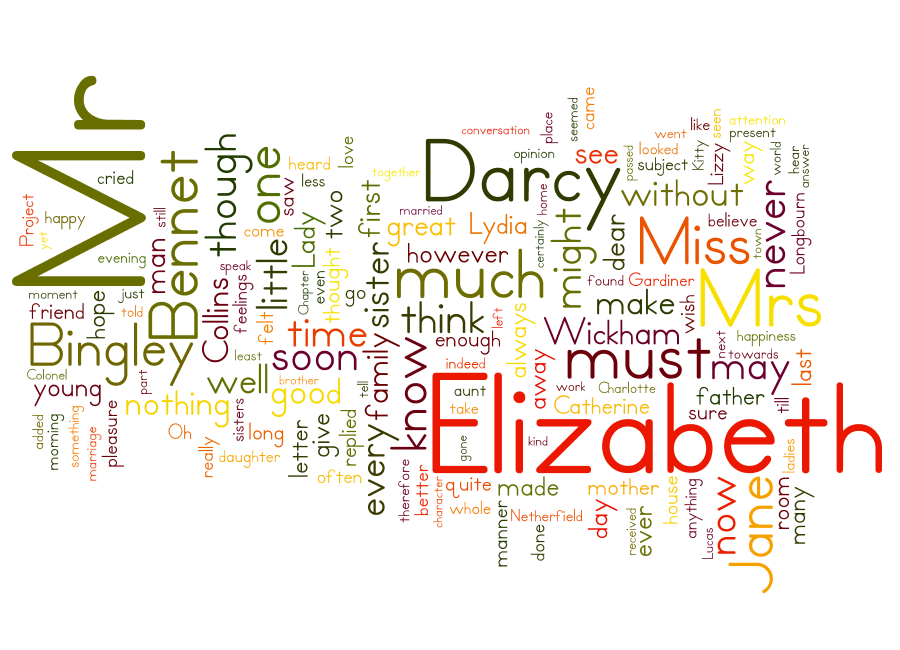 Mr
Elizabeth
Darcy
Bennet
Bingley
Miss
Mrs
Jane
much
must
know
may
never
one
though
little
soon
well
think
time
Wickham
Collins
might
every
now
good
nothing
without
first
sister
great
Lydia
however
see
dear
make
young
man
two
Lady
thought
family
always
away
letter
give
replied
hope
friend
father
Catherine
last
room
many
house
ever
day
mother
made
manner
quite
better
enough
way
Lizzy
Kitty
subject
believe
Longbourn
Gardiner
wish
found
cried
happy
Project
yet
still
evening
moment
just
told
Colonel
part
added
morning
something
marriage
pleasure
Oh
really
sisters
long
daughter
often
tell
brother
least
felt
feelings
speak
come
saw
less
heard
love
together
married
Chapter
even
go
conversation
opinion
place
seemed
came
home
certainly
passed
looked
went
like
seen
attention
present
world
hear
answer
town
happiness
next
towards
Charlotte
sure
till
ladies
anything
Lucas
received
done
Netherfield
whole
character
therefore
take
aunt
indeed
left
gone
kind
work